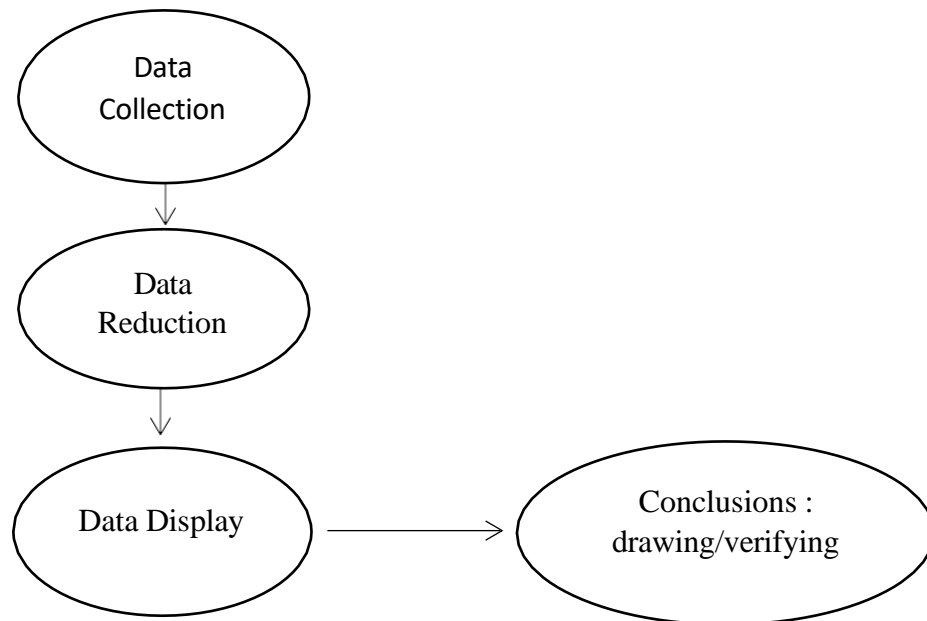 Data
Collection
Data
Reduction
Data Display
Conclusions :
drawing/verifying